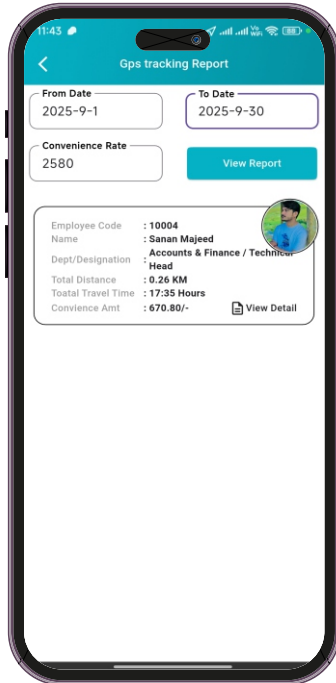 11:43
Vo
WiFi
Gps tracking Report
From Date
2025-9-1
To Date
2025-9-30
Convenience Rate
2580
View Report
Employee Code : 10004
Name : Sanan Majeed
Dept/Designation : Accounts & Finance / Technical
Head
Total Distance : 0.26 KM
Toatal Travel Time : 17:35 Hours
Convience Amt : 670.80/-
View Detail